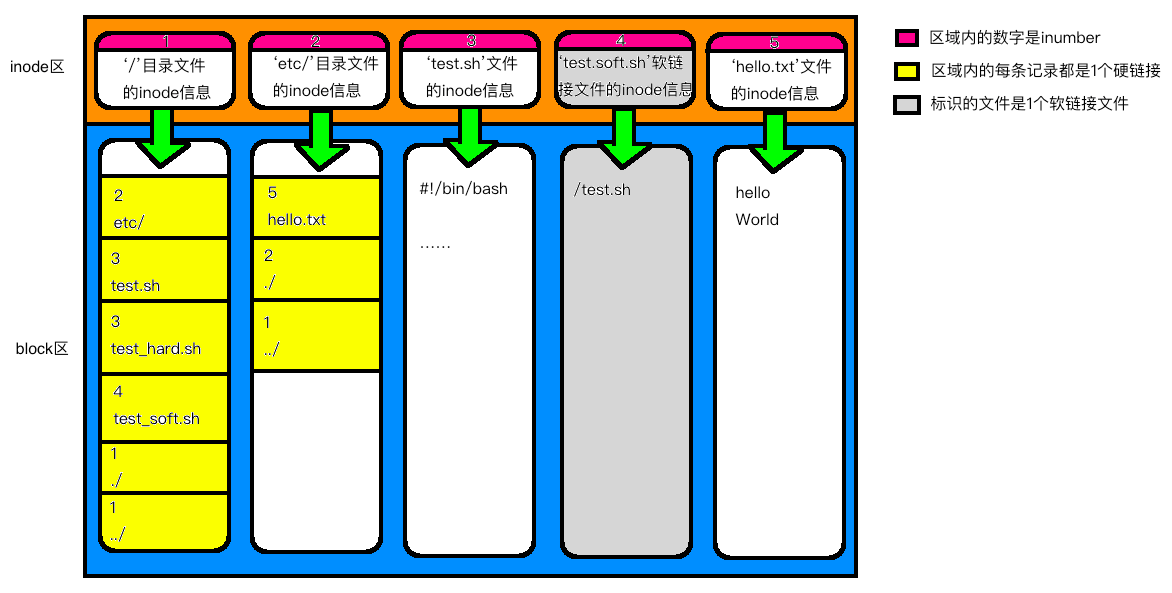 inode区
1
‘/’目录文件
的inode信息
2
‘etc/’目录文件
的inode信息
3
‘test.sh’文件
的inode信息
4
‘test.soft.sh’软链
接文件的inode信息
5
‘hello.txt’文件
的inode信息
区域内的数字是inumber
区域内的每条记录都是1个硬链接
标识的文件是1个软链接文件
block区
2
etc/
3
test.sh
3
test_hard.sh
4
test_soft.sh
1
./
1
../
5
hello.txt
2
./
1
../
#!/bin/bash
……
/test.sh
hello
World